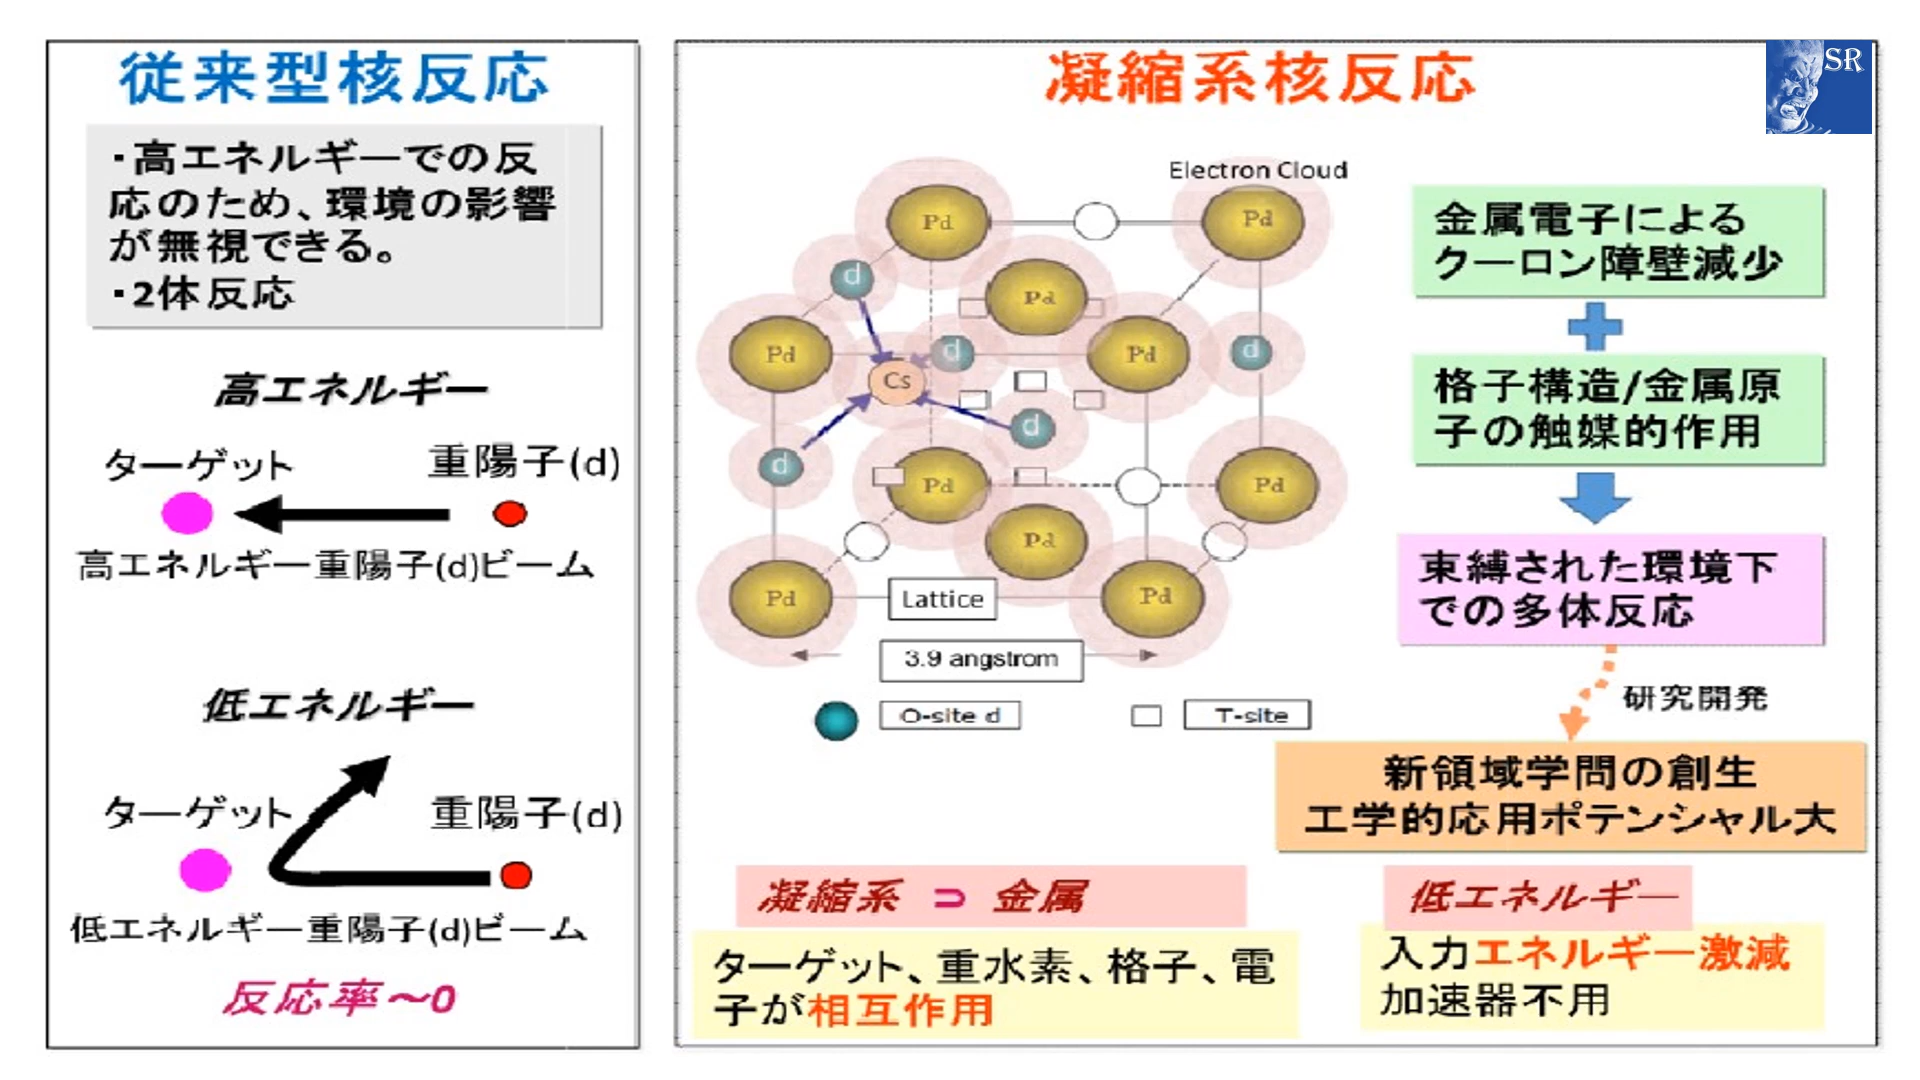 従来型核反応
・高エネルギーでの反
応のため、環境の影響
が無視できる。
・2体反応
高エネルギー
ターゲット
重陽子(d)
高エネルギー重陽子(d)ビーム
低エネルギー
ターゲット
重陽子(d)
低エネルギー重陽子(d)ビーム
反応率~0
凝縮系核反応
SR
Electron Cloud
Pd
Pd
d
Pd
Pd
Pd
d
d
Cs
d
d
Pd
Pd
Pd
Pd
Pd
Lattice
3.9 angstrom
O-site d
T-site
金属電子による
クーロン障壁減少
格子構造/金属原
子の触媒的作用
束縛された環境下
での多体反応
研究開発
新領域学問の創生
工学的応用ポテンシャル大
凝縮系 ⊃ 金属
ターゲット、重水素、格子、電
子が相互作用
低エネルギー
入力エネルギー激減
加速器不用